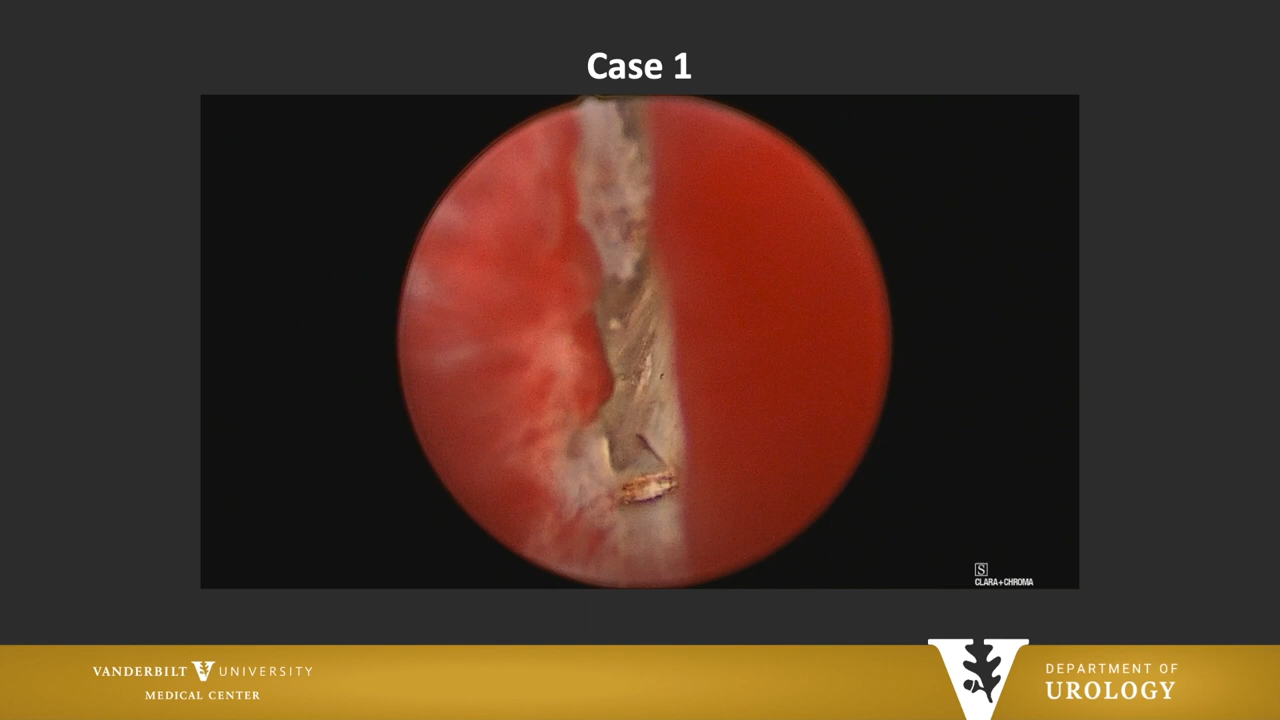 Case 1
S
CLARA+CHROMA
VANDERBILT V UNIVERSITY
MEDICAL CENTER
DEPARTMENT OF
UROLOGY